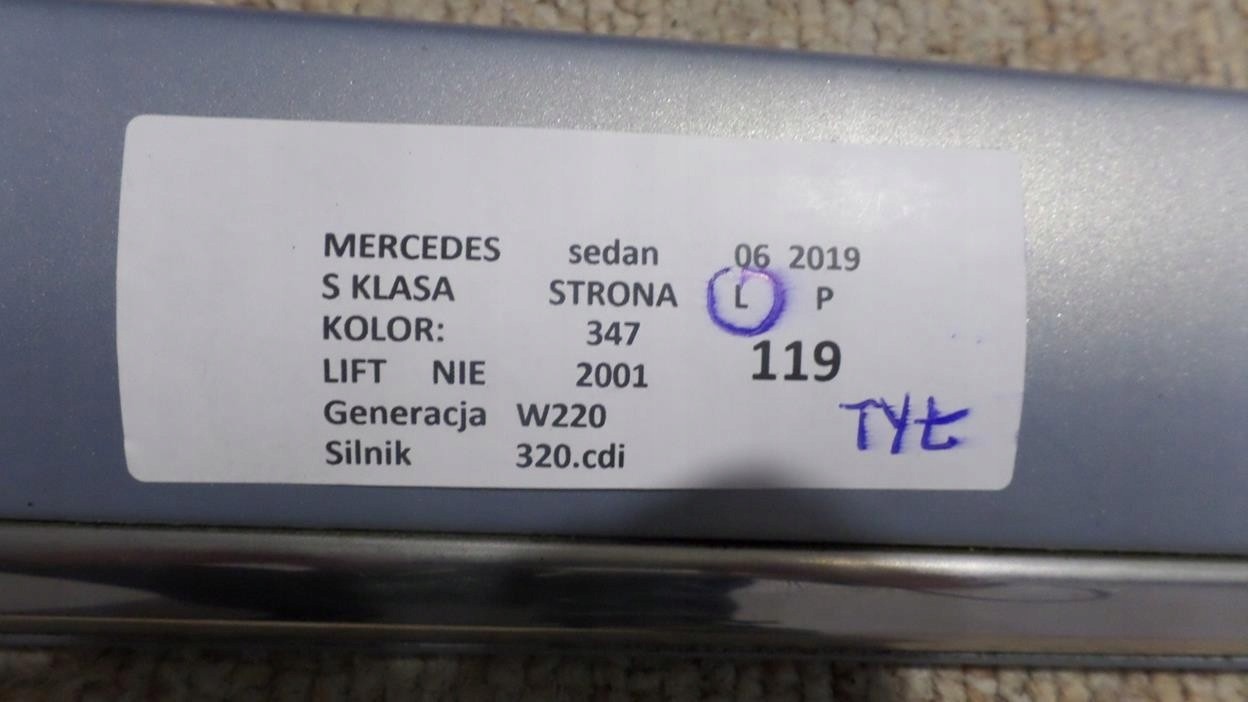 MERCEDES sedan 06 2019
S KLASA STRONA L P
KOLOR: 347
LIFT NIE 2001 119
Generacja W220 TYŁ
Silnik 320.cdi